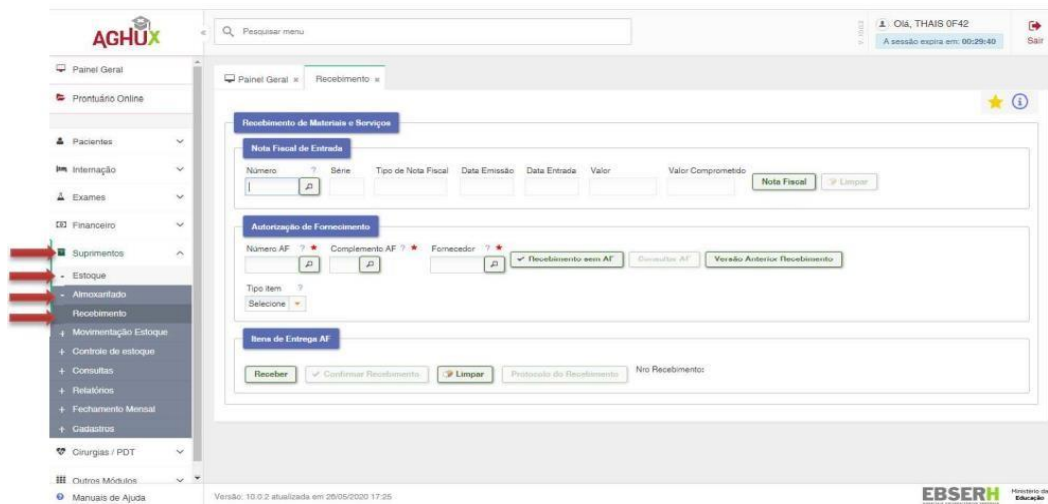 AGHUX
«
Pesquisar menu
Olá, THAIS 0F42
A sessão expira em: 00:29:40
Sair
Painel Geral
Prontuário Online
Pacientes
Internação
Exames
Financeiro
Suprimentos
- Estoque
- Almoxarifado
Recebimento
+ Movimentação Estoque
+ Controle de estoque
+ Consultas
+ Relatórios
+ Fechamento Mensal
+ Cadastros
Cirurgias / PDT
Outros Módulos
Manuais de Ajuda
Painel Geral × Recebimento ×
Recebimento de Materiais e Serviços
Nota Fiscal de Entrada
Número ? Série Tipo de Nota Fiscal Data Emissão Data Entrada Valor Valor Comprometido
Nota Fiscal Limpar
Autorização de Fornecimento
Número AF ? * Complemento AF ? * Fornecedor ? *
Recebimento sem AF Consultar AF Versão Anterior Recebimento
Tipo Item ?
Selecione
Itens de Entrega AF
Receber Confirmar Recebimento Limpar Protocolo do Recebimento Nro Recebimento:
Versão: 10.0.2 atualizada em 26/05/2020 17:25
EBSERH
Ministério da
Educação